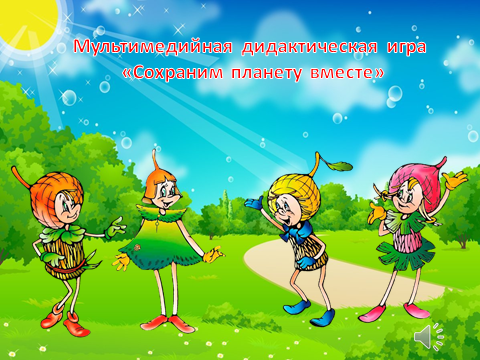 Мультимедийная дидактическая игра
«Сохраним планету вместе»